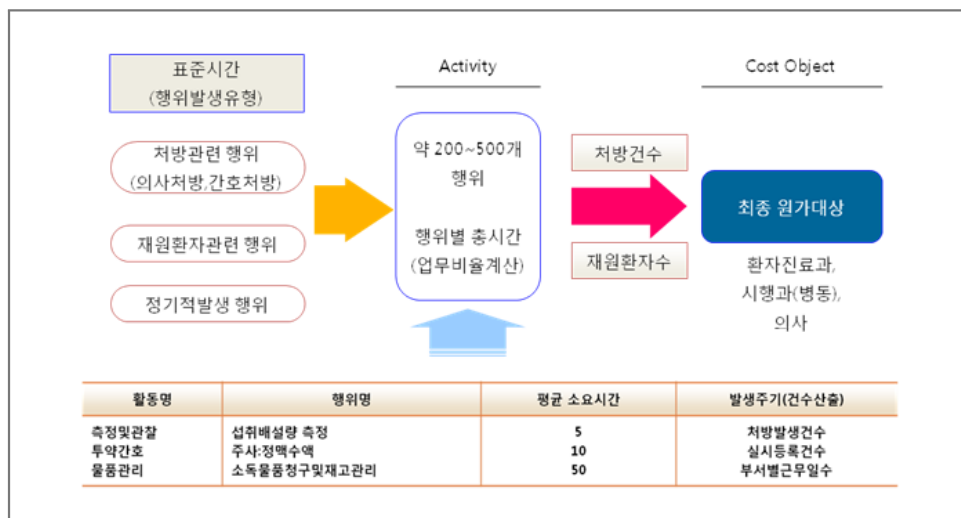 표준시간
(행위발생유형)
Activity
Cost Object
처방관련 행위
(의사처방,간호처방)
재원환자관련 행위
정기적발생 행위
약 200~500개
행위
행위별 총시간
(업무비율계산)
처방건수
재원환자수
최종 원가대상
환자진료과,
시행과(병동),
의사
활동명 행위명 평균 소요시간 발생주기(건수산출)
측정및관찰 섭취배설량 측정 5 처방발생건수
투약간호 주사:정맥수액 10 실시등록건수
물품관리 소독물품청구및재고관리 50 부서별근무일수